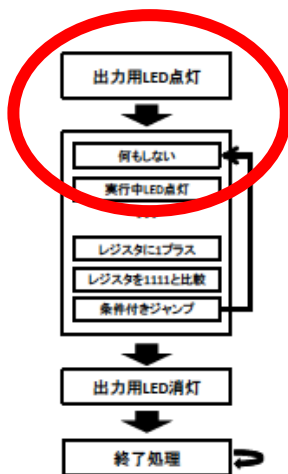 出力用LED点灯
何もしない
実行中LED点灯
...
レジスタに1プラス
レジスタを1111と比較
条件付きジャンプ
出力用LED消灯
終了処理